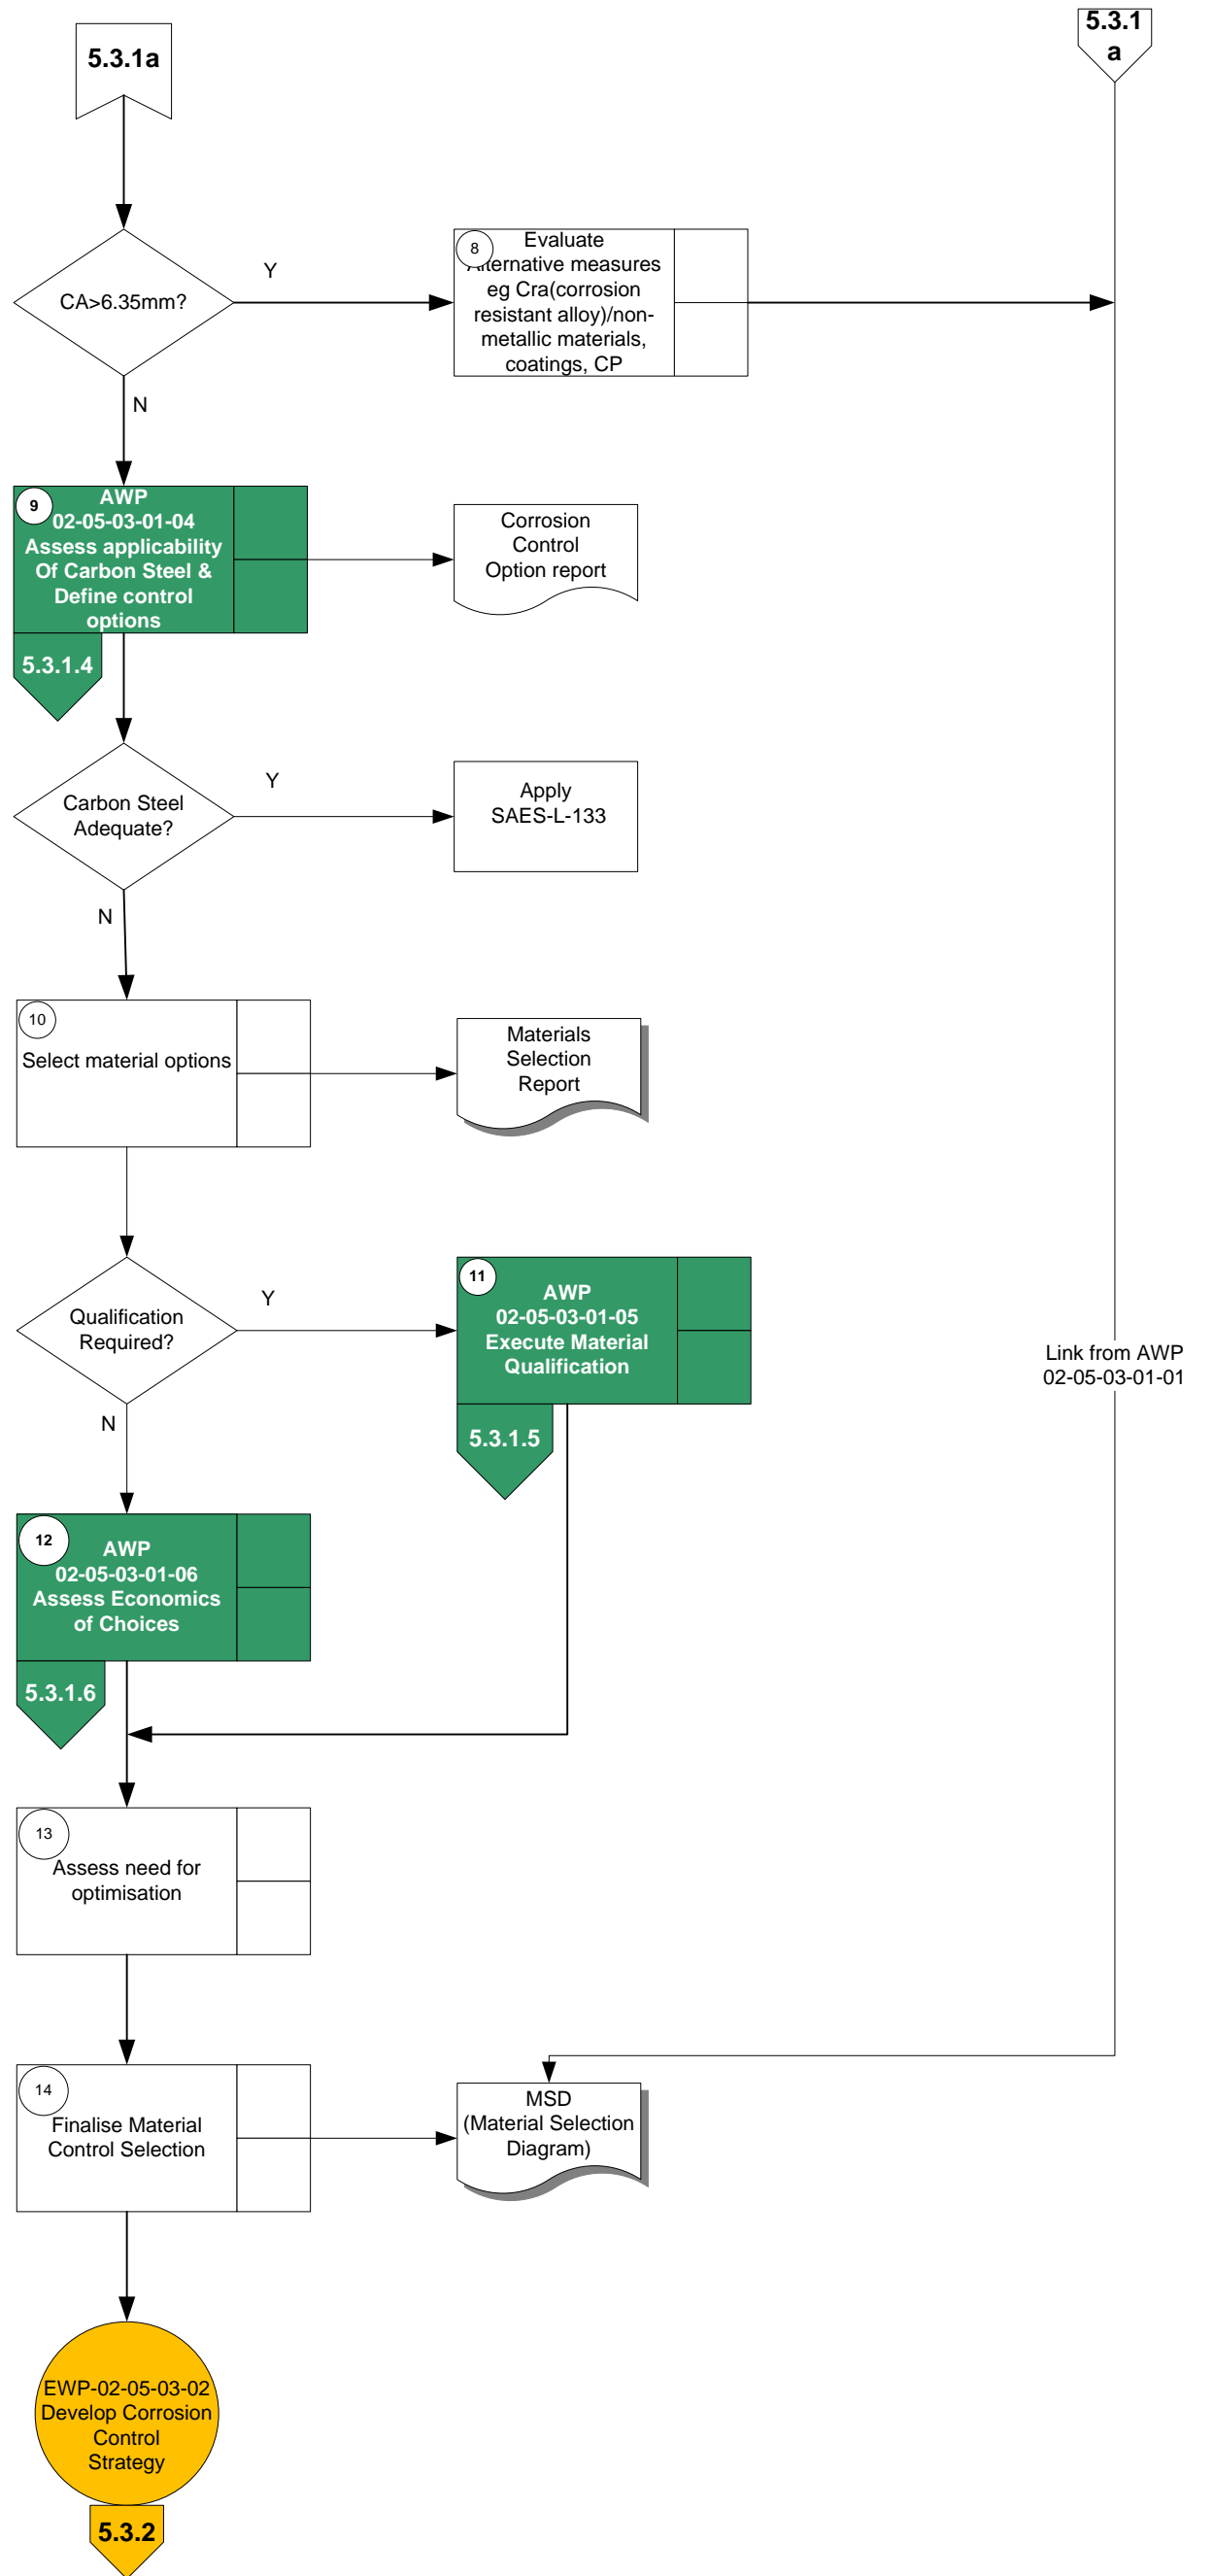 5.3.1a
5.3.1
a
CA>6.35mm?
Y
N
8
Evaluate
Alternative measures
eg Cra(corrosion
resistant alloy)/non-
metallic materials,
coatings, CP
9
AWP
02-05-03-01-04
Assess applicability
Of Carbon Steel &
Define control
options
5.3.1.4
Corrosion
Control
Option report
Carbon Steel
Adequate?
Y
N
Apply
SAES-L-133
10
Select material options
Materials
Selection
Report
Qualification
Required?
Y
N
11
AWP
02-05-03-01-05
Execute Material
Qualification
5.3.1.5
Link from AWP
02-05-03-01-01
12
AWP
02-05-03-01-06
Assess Economics
of Choices
5.3.1.6
13
Assess need for
optimisation
14
Finalise Material
Control Selection
MSD
(Material Selection
Diagram)
EWP-02-05-03-02
Develop Corrosion
Control
Strategy
5.3.2